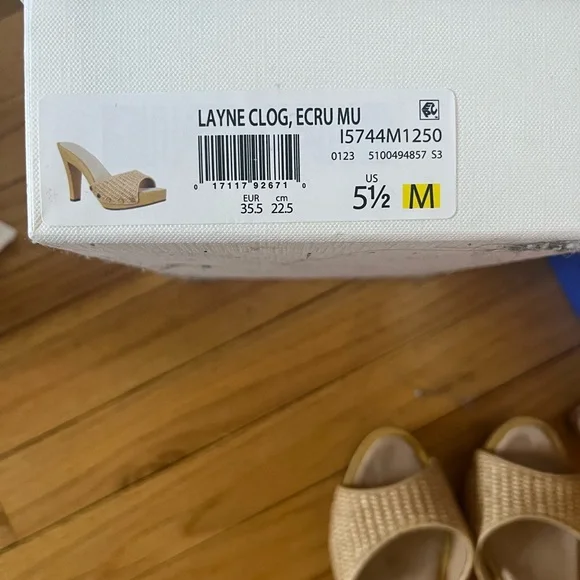 LAYNE CLOG, ECRU MU
I5744M1250
0123 5100494857 S3
0 17117 92671 0
EUR cm
35.5 22.5
US
5½ M